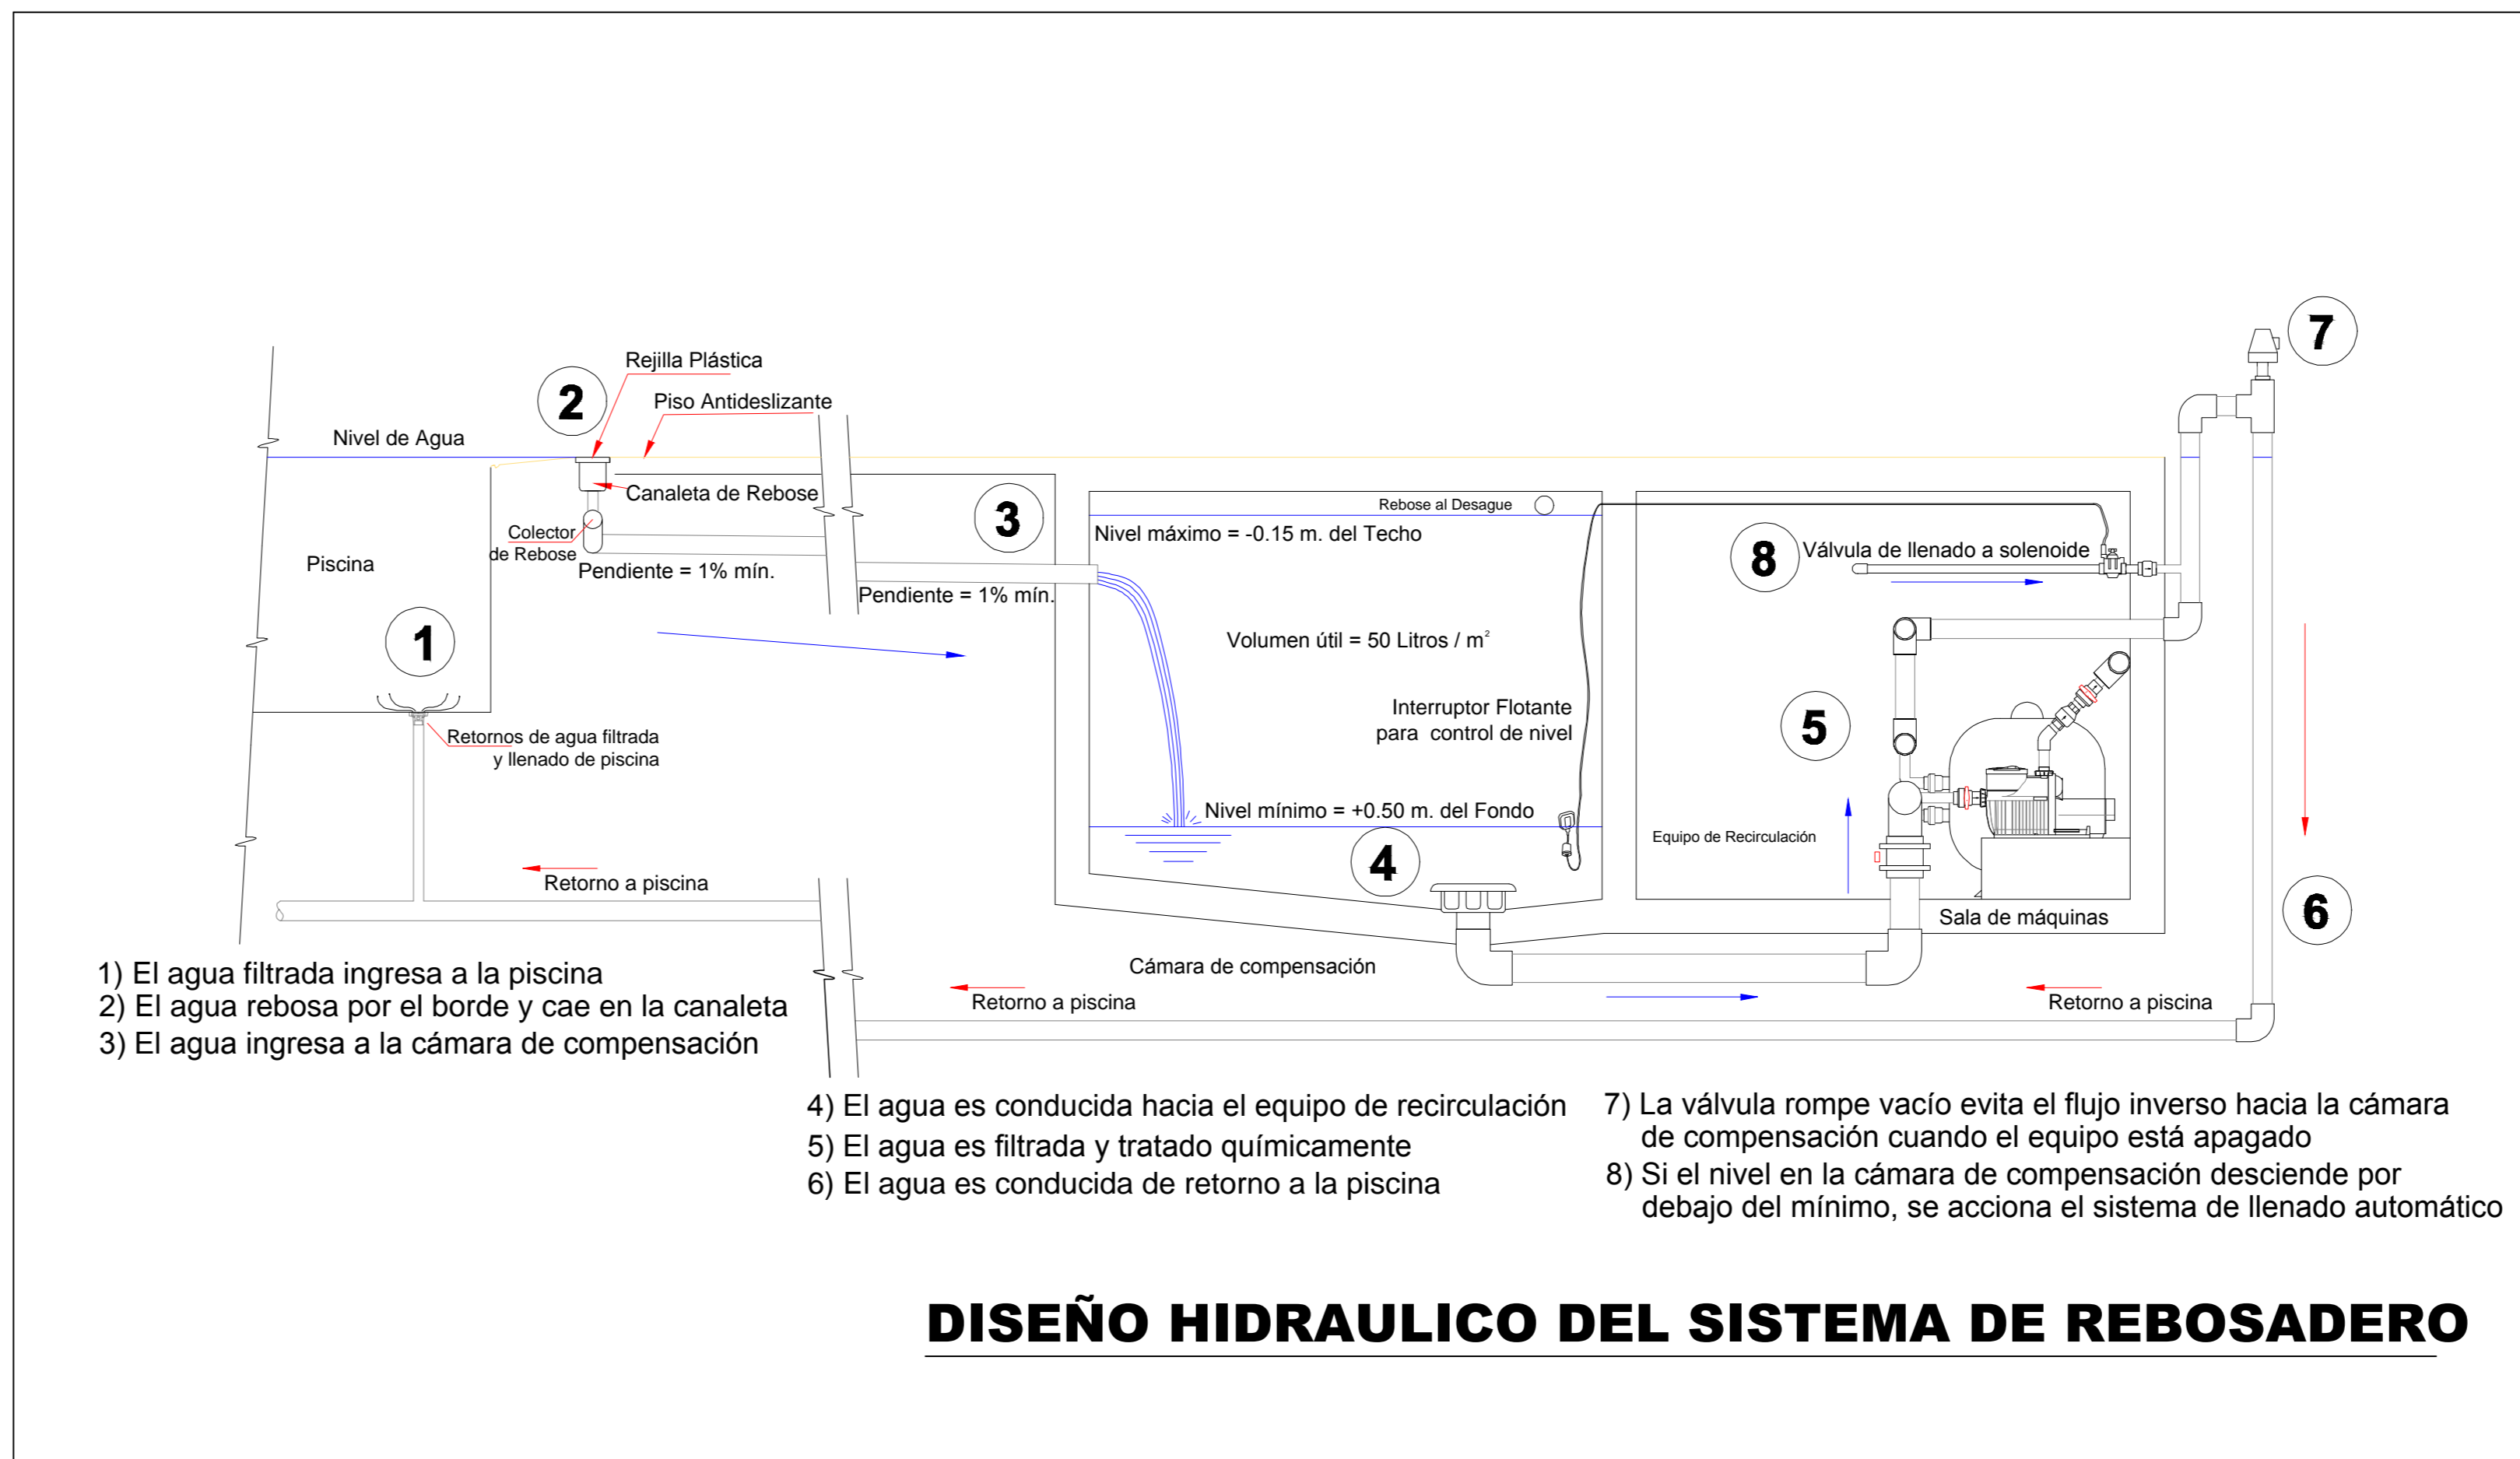 7
Rejilla Plástica
2
Piso Antideslizante
Nivel de Agua
Canaleta de Rebose
Colector
de Rebose
Piscina
Pendiente = 1% mín.
1
Retornos de agua filtrada
y llenado de piscina
Retorno a piscina
3
Pendiente = 1% mín.
Rebose al Desague
Nivel máximo = -0.15 m. del Techo
Volumen útil = 50 Litros / m²
Interruptor Flotante
para  control de nivel
Nivel mínimo = +0.50 m. del Fondo
4
Cámara de compensación
Retorno a piscina
8
Válvula de llenado a solenoide
5
Equipo de Recirculación
Sala de máquinas
6
Retorno a piscina
1) El agua filtrada ingresa a la piscina
2) El agua rebosa por el borde y cae en la canaleta
3) El agua ingresa a la cámara de compensación
4) El agua es conducida hacia el equipo de recirculación
5) El agua es filtrada y tratado químicamente
6) El agua es conducida de retorno a la piscina
7) La válvula rompe vacío evita el flujo inverso hacia la cámara
de compensación cuando el equipo está apagado
8) Si el nivel en la cámara de compensación desciende por
debajo del mínimo, se acciona el sistema de llenado automático
DISEÑO HIDRAULICO DEL SISTEMA DE REBOSADERO